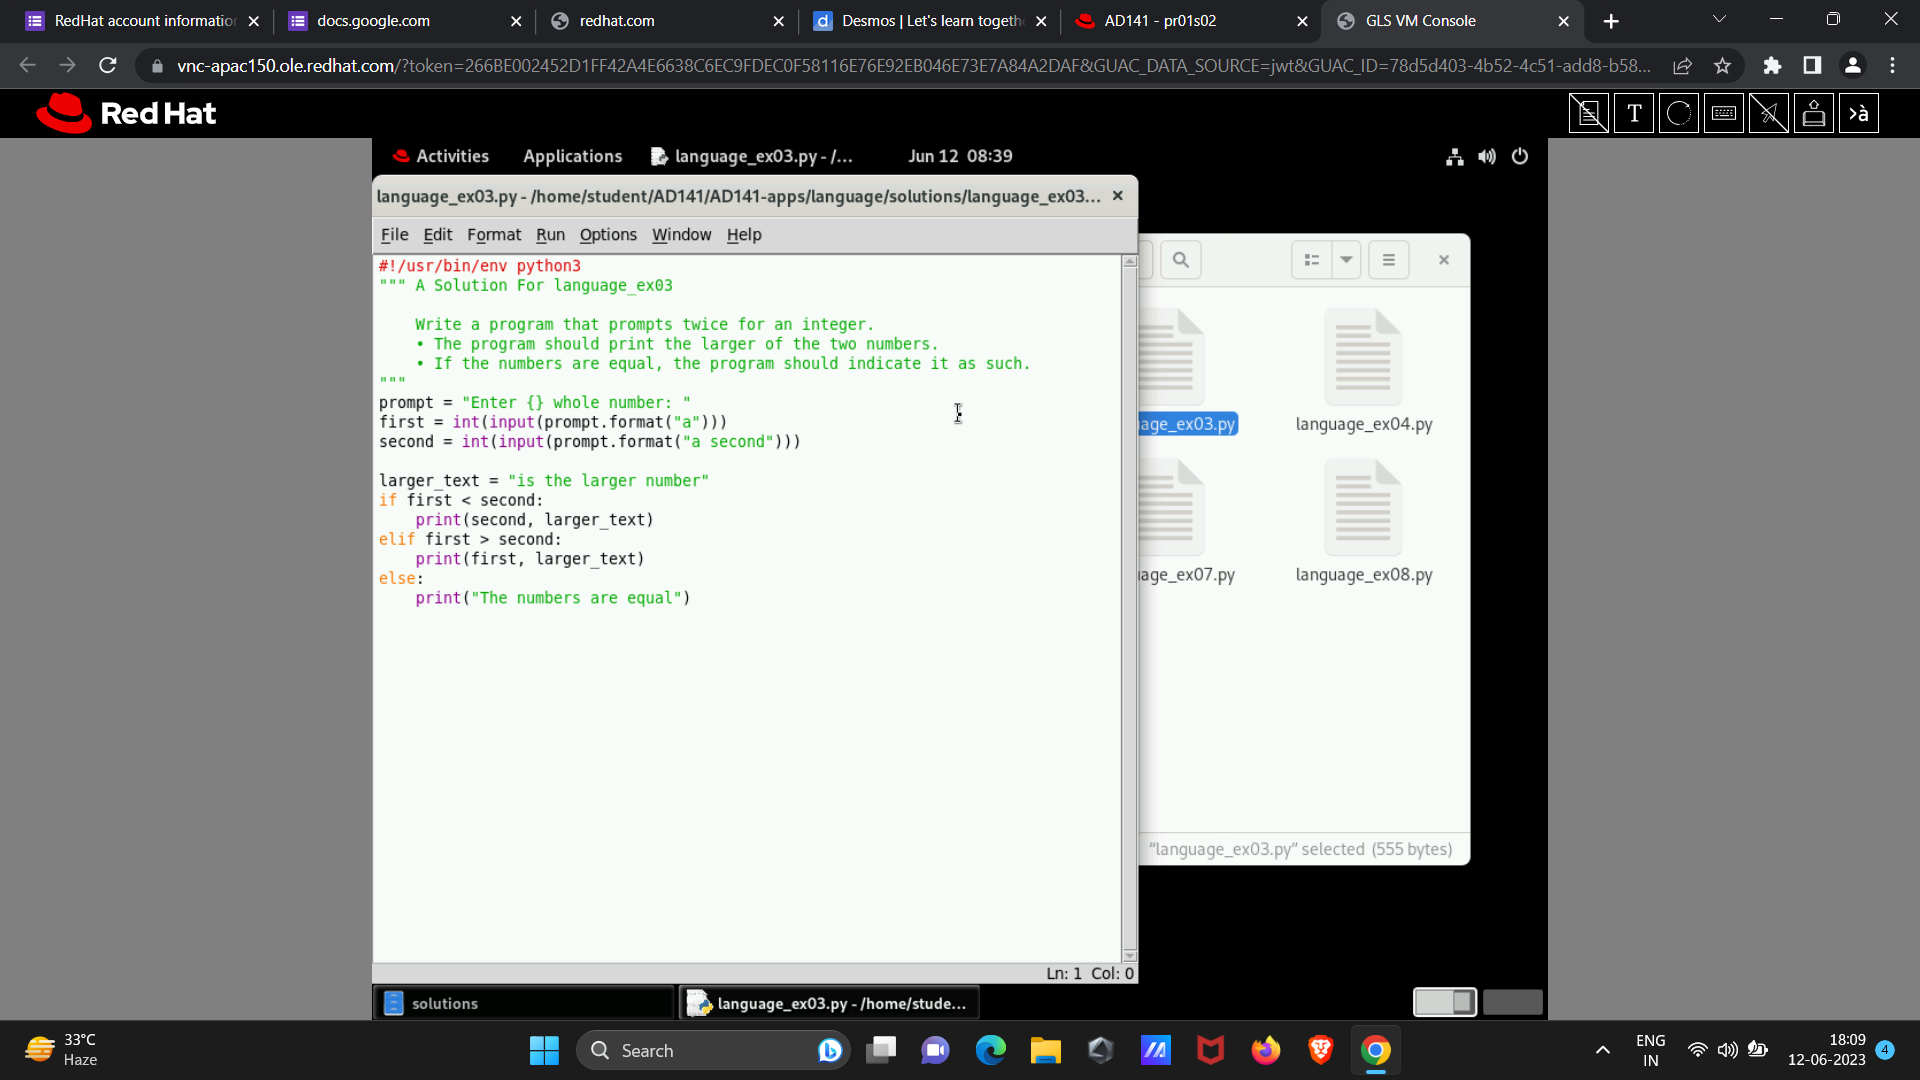 RedHat account informatio
docs.google.com
redhat.com
Desmos | Let's learn togeth
AD141 - pr01s02
GLS VM Console
vnc-apac150.ole.redhat.com/?token=266BE002452D1FF42A4E6638C6EC9FDEC0F58116E76E92EB046E73E7A84A2DAF&GUAC_DATA_SOURCE=jwt&GUAC_ID=78d5d403-4b52-4c51-add8-b58...
Red Hat
T
>à
Activities
Applications
language_ex03.py - /...
Jun 12 08:39
language_ex03.py - /home/student/AD141/AD141-apps/language/solutions/language_ex03...
File Edit Format Run Options Window Help
#!/usr/bin/env python3
""" A Solution For language_ex03
Write a program that prompts twice for an integer.
• The program should print the larger of the two numbers.
• If the numbers are equal, the program should indicate it as such.
"""
prompt = "Enter {} whole number: "
first = int(input(prompt.format("a")))
second = int(input(prompt.format("a second")))
larger_text = "is the larger number"
if first < second:
    print(second, larger_text)
elif first > second:
    print(first, larger_text)
else:
    print("The numbers are equal")
Ln: 1 Col: 0
age_ex03.py
language_ex04.py
age_ex07.py
language_ex08.py
"language_ex03.py" selected (555 bytes)
solutions
language_ex03.py - /home/stude...
33°C
Haze
Search
ENG
IN
18:09
12-06-2023
4